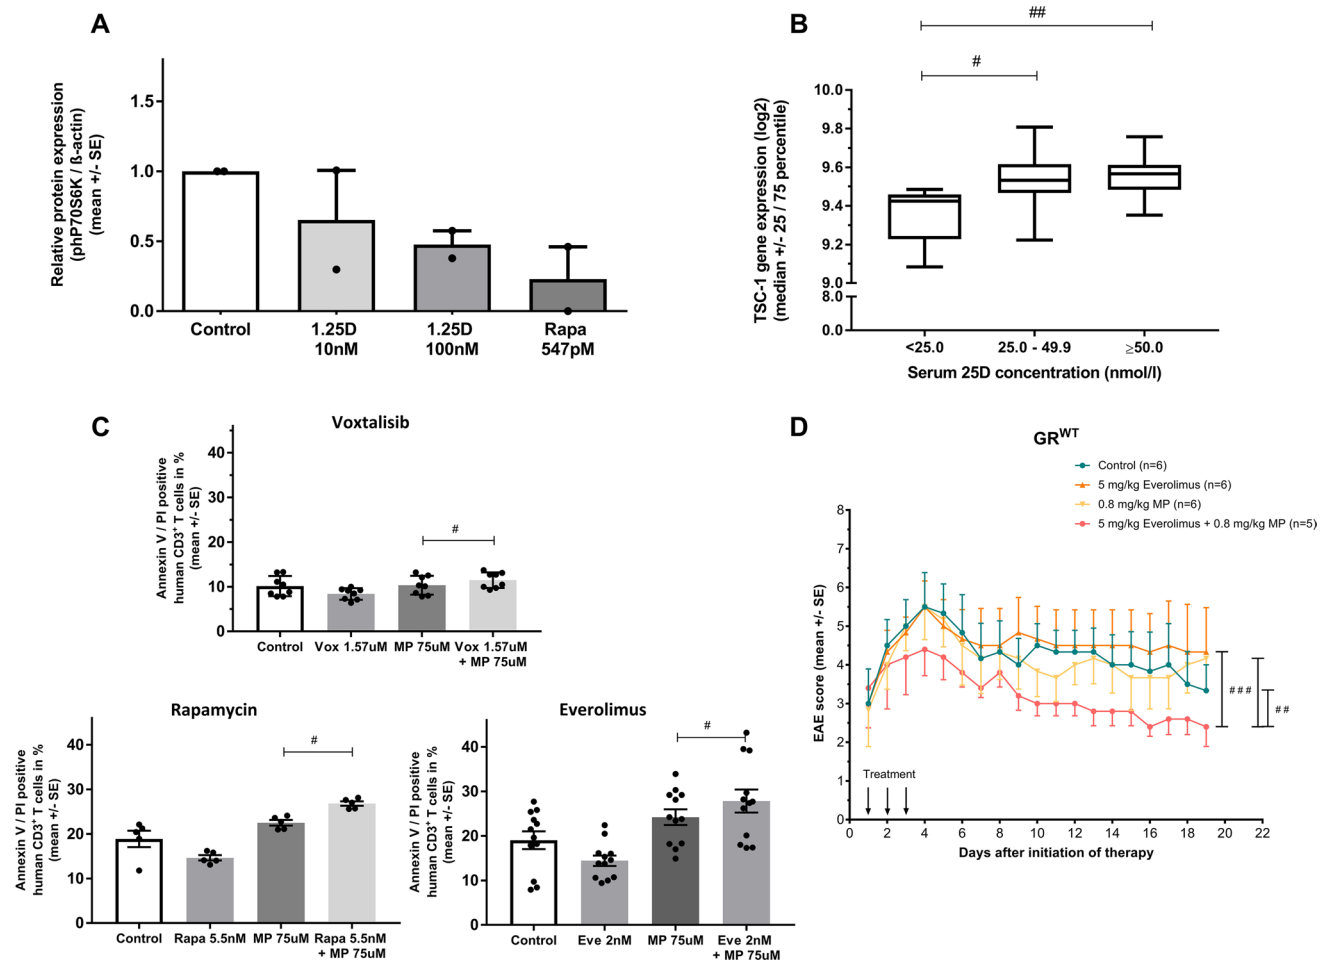 A
Relative protein expression
(phP70S6K / ß-actin)
(mean +/- SE)
1.5
1.0
0.5
0.0
Control
1.25D
10nM
1.25D
100nM
Rapa
547pM
B
##
#
TSC-1 gene expression (log2)
(median +/- 25 / 75 percentile)
10.0
9.8
9.6
9.4
9.2
9.0
8.0
0.0
<25.0
25.0 - 49.9
≥50.0
Serum 25D concentration (nmol/l)
C
Voxtalisib
Annexin V / PI positive
human CD3+ T cells in %
(mean +/- SE)
40
30
20
10
0
#
Control
Vox 1.57uM
MP 75uM
Vox 1.57uM
+ MP 75uM
Rapamycin
Annexin V / PI positive
human CD3+ T cells in %
(mean +/- SE)
40
30
20
10
0
#
Control
Rapa 5.5nM
MP 75uM
Rapa 5.5nM
+ MP 75uM
Everolimus
Annexin V / PI positive
human CD3+ T cells in %
(mean +/- SE)
40
30
20
10
0
#
Control
Eve 2nM
MP 75uM
Eve 2nM
+ MP 75uM
D
GRWT
Control (n=6)
5 mg/kg Everolimus (n=6)
0.8 mg/kg MP (n=6)
5 mg/kg Everolimus + 0.8 mg/kg MP (n=5)
EAE score (mean +/- SE)
8
7
6
5
4
3
2
1
0
Treatment
###
##
0 2 4 6 8 10 12 14 16 18 20 22
Days after initiation of therapy